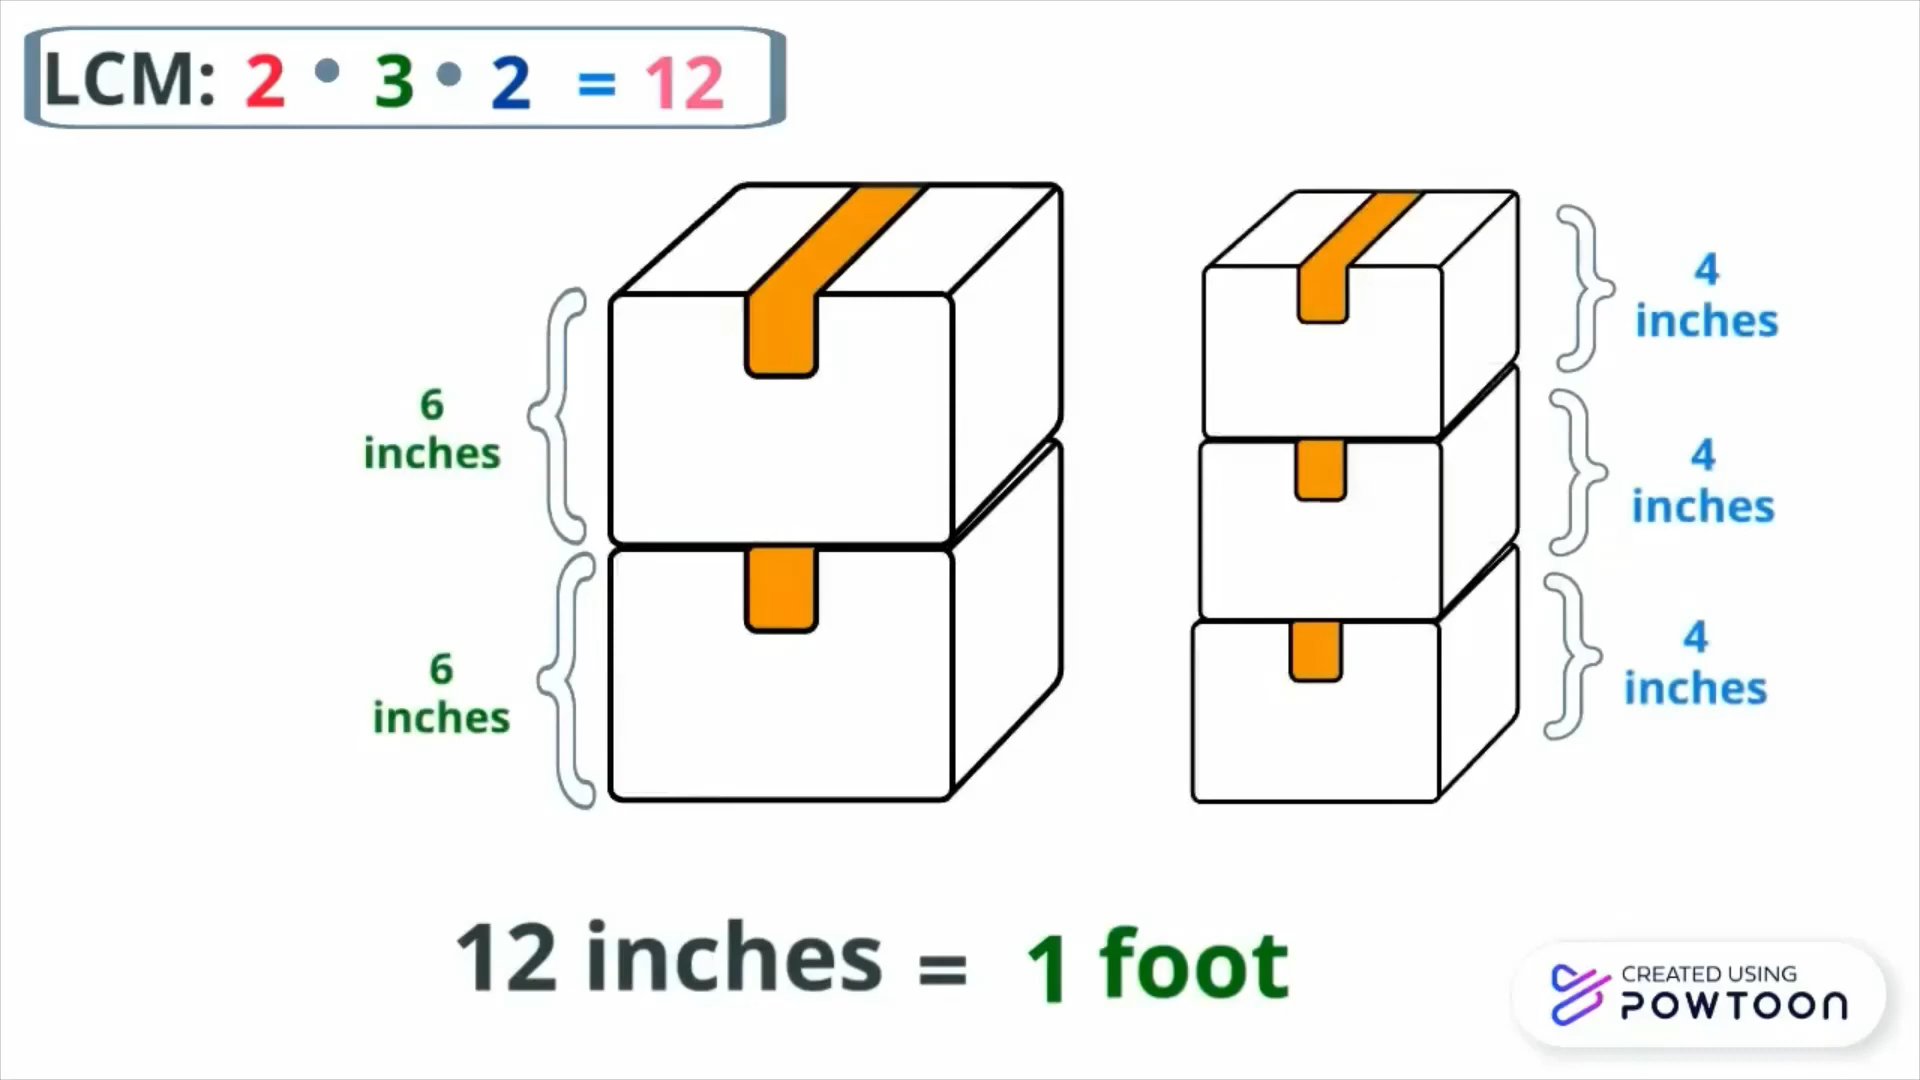 LCM: 2 • 3 • 2 = 12
6
inches
6
inches
4
inches
4
inches
4
inches
12 inches = 1 foot
CREATED USING
POWTOON